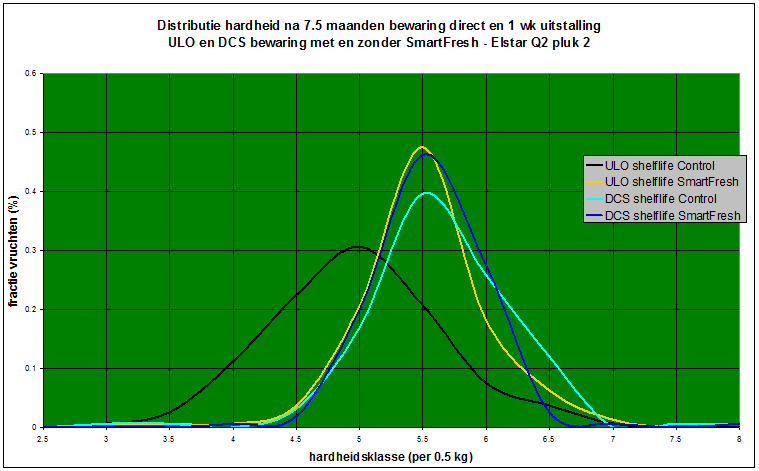 Distributie hardheid na 7.5 maanden bewaring direct en 1 wk uitstalling
ULO en DCS bewaring met en zonder SmartFresh - Elstar Q2 pluk 2
fractie vruchten (%)
0.6
0.5
0.4
0.3
0.2
0.1
0
2.5 3 3.5 4 4.5 5 5.5 6 6.5 7 7.5 8
hardheidsklasse (per 0.5 kg)
ULO shelflife Control
ULO shelflife SmartFresh
DCS shelflife Control
DCS shelflife SmartFresh